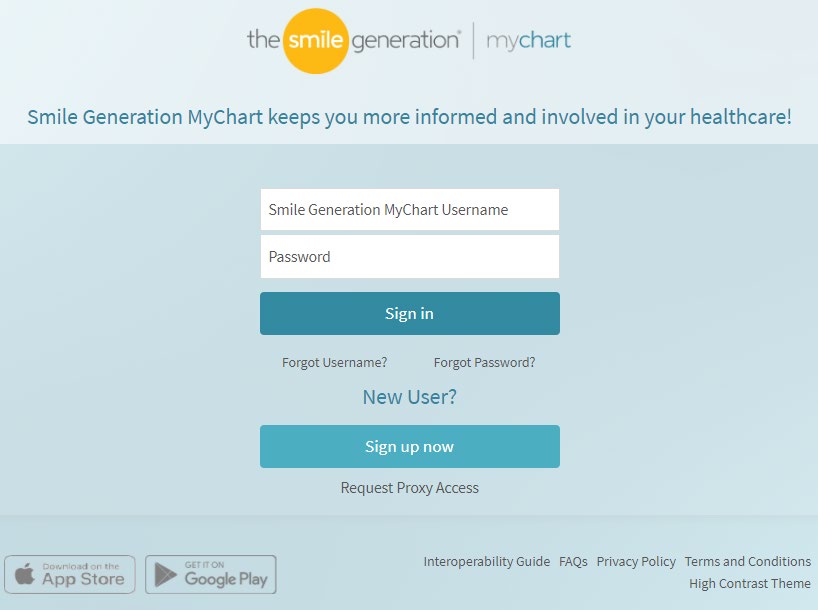 the smile generation® | mychart
Smile Generation MyChart keeps you more informed and involved in your healthcare!
Smile Generation MyChart Username
Password
Sign in
Forgot Username? Forgot Password?
New User?
Sign up now
Request Proxy Access
Download on the
App Store
GET IT ON
Google Play
Interoperability Guide FAQs Privacy Policy Terms and Conditions
High Contrast Theme